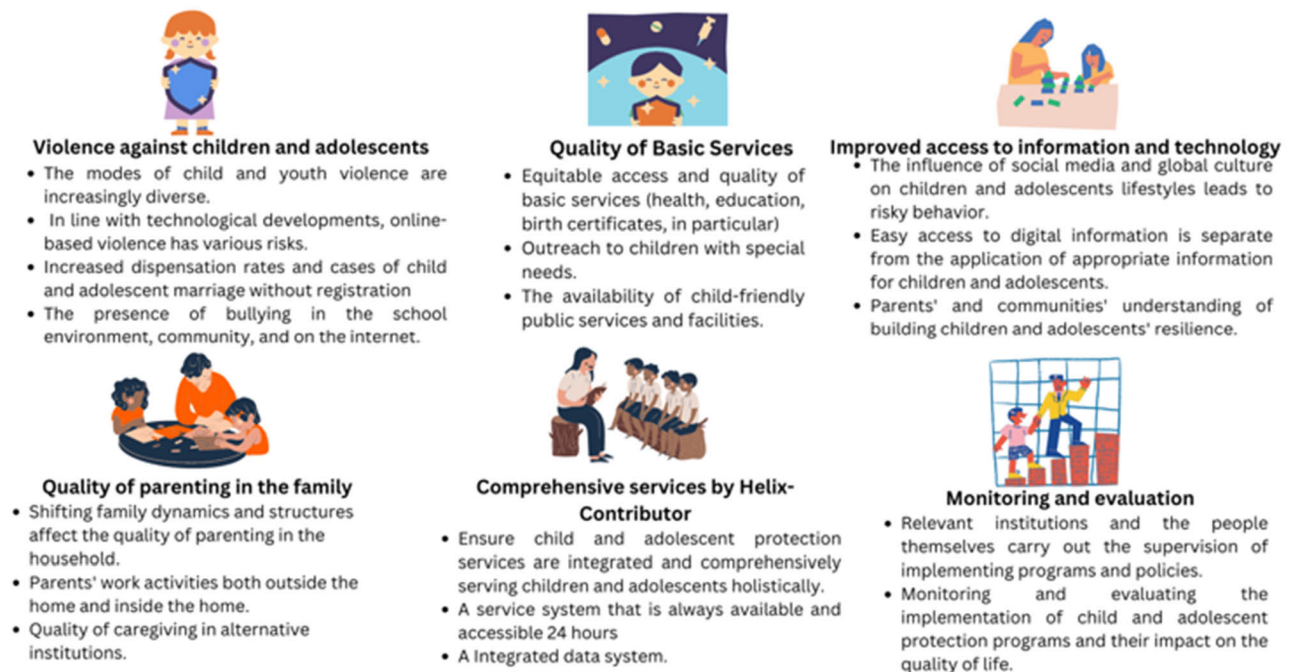 Violence against children and adolescents
• The modes of child and youth violence are
increasingly diverse.
• In line with technological developments, online-
based violence has various risks.
• Increased dispensation rates and cases of child
and adolescent marriage without registration
• The presence of bullying in the school
environment, community, and on the internet.
Quality of Basic Services
• Equitable access and quality of
basic services (health, education,
birth certificates, in particular)
• Outreach to children with special
needs.
• The availability of child-friendly
public services and facilities.
Improved access to information and technology
• The influence of social media and global culture
on children and adolescents lifestyles leads to
risky behavior.
• Easy access to digital information is separate
from the application of appropriate information
for children and adolescents.
• Parents' and communities' understanding of
building children and adolescents' resilience.
Quality of parenting in the family
• Shifting family dynamics and structures
affect the quality of parenting in the
household.
• Parents' work activities both outside the
home and inside the home.
• Quality of caregiving in alternative
institutions.
Comprehensive services by Helix-
Contributor
• Ensure child and adolescent protection
services are integrated and comprehensively
serving children and adolescents holistically.
• A service system that is always available and
accessible 24 hours
• A Integrated data system.
Monitoring and evaluation
• Relevant institutions and the people
themselves carry out the supervision of
implementing programs and policies.
• Monitoring and evaluating the
implementation of child and adolescent
protection programs and their impact on the
quality of life.